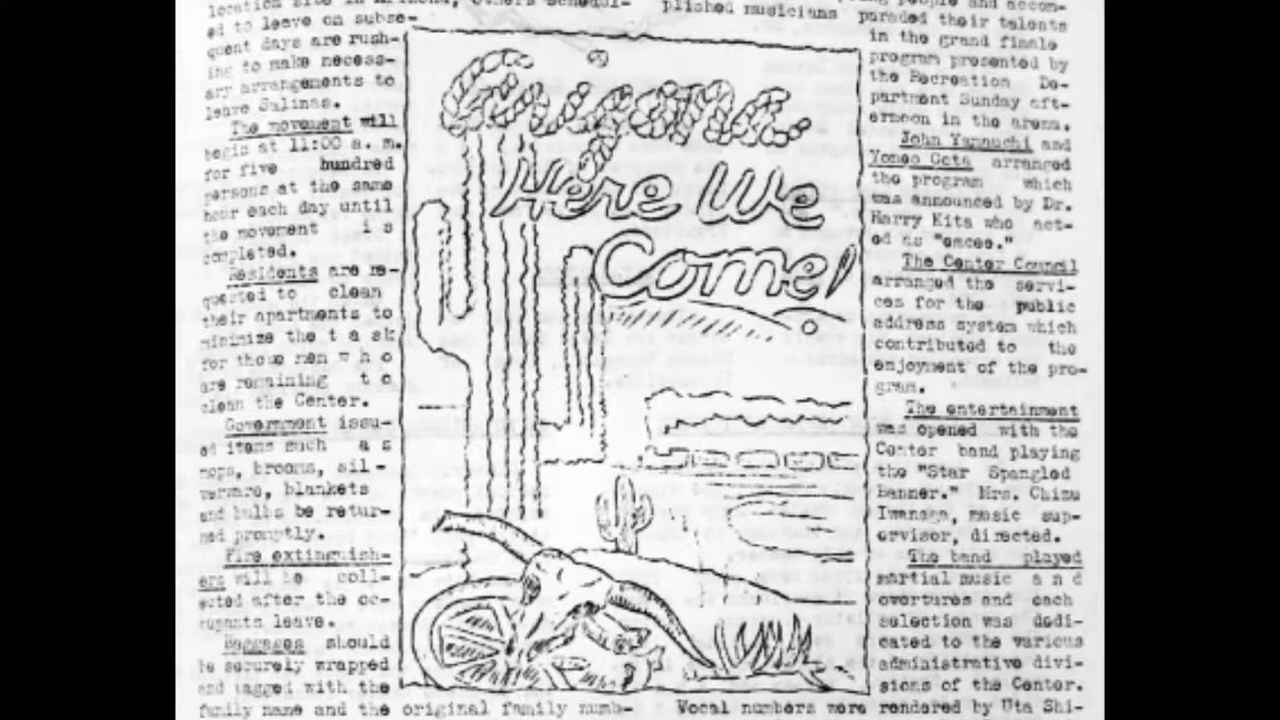 location site in Arizona, others schedul-
ed to leave on subse-
quent days are rush-
ing to make necess-
ary arrangements to
leave Salinas.
The movement will
begin at 11:00 a. m.
for five hundred
persons at the same
hour each day until
the movement is
completed.
Residents are re-
quested to clean
their apartments to
minimize the task
for those men who
are remaining to
clean the Center.
Government issu-
ed items such as
mops, brooms, sil-
verware, blankets
and bulbs be retur-
ned promptly.
Fire extinguish-
ers will be coll-
ected after the oc-
cupants leave.
Baggages should
be securely wrapped
and tagged with the
family name and the original family numb-
Here We
Come!
plished musicians
young people and accom-
paraded their talents
in the grand finale
program presented by
the Recreation De-
partment Sunday aft-
ernoon in the arena.
John Yamauchi and
Yoneo Gota arranged
the program which
was announced by Dr.
Harry Kita who act-
ed as "emcee."
The Center Council
arranged the servi-
ces for the public
address system which
contributed to the
enjoyment of the pro-
gram.
The entertainment
was opened with the
Center band playing
the "Star Spangled
Banner." Mrs. Chizu
Iwanaga, music sup-
ervisor, directed.
The band played
martial music and
overtures and each
selection was dedi-
cated to the various
administrative divi-
sions of the Center.
Vocal numbers were rendered by Uta Shi-